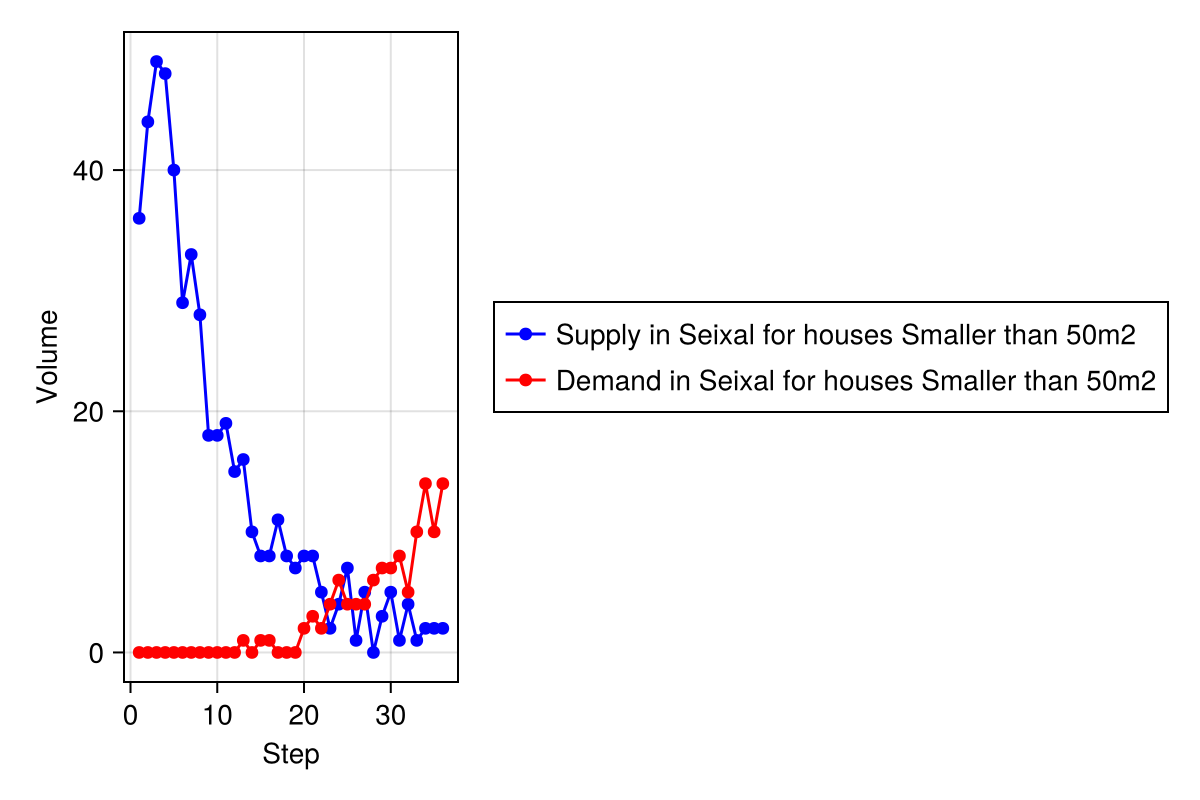 40
20
0
Volume
0 10 20 30
Step
Supply in Seixal for houses Smaller than 50m2
Demand in Seixal for houses Smaller than 50m2